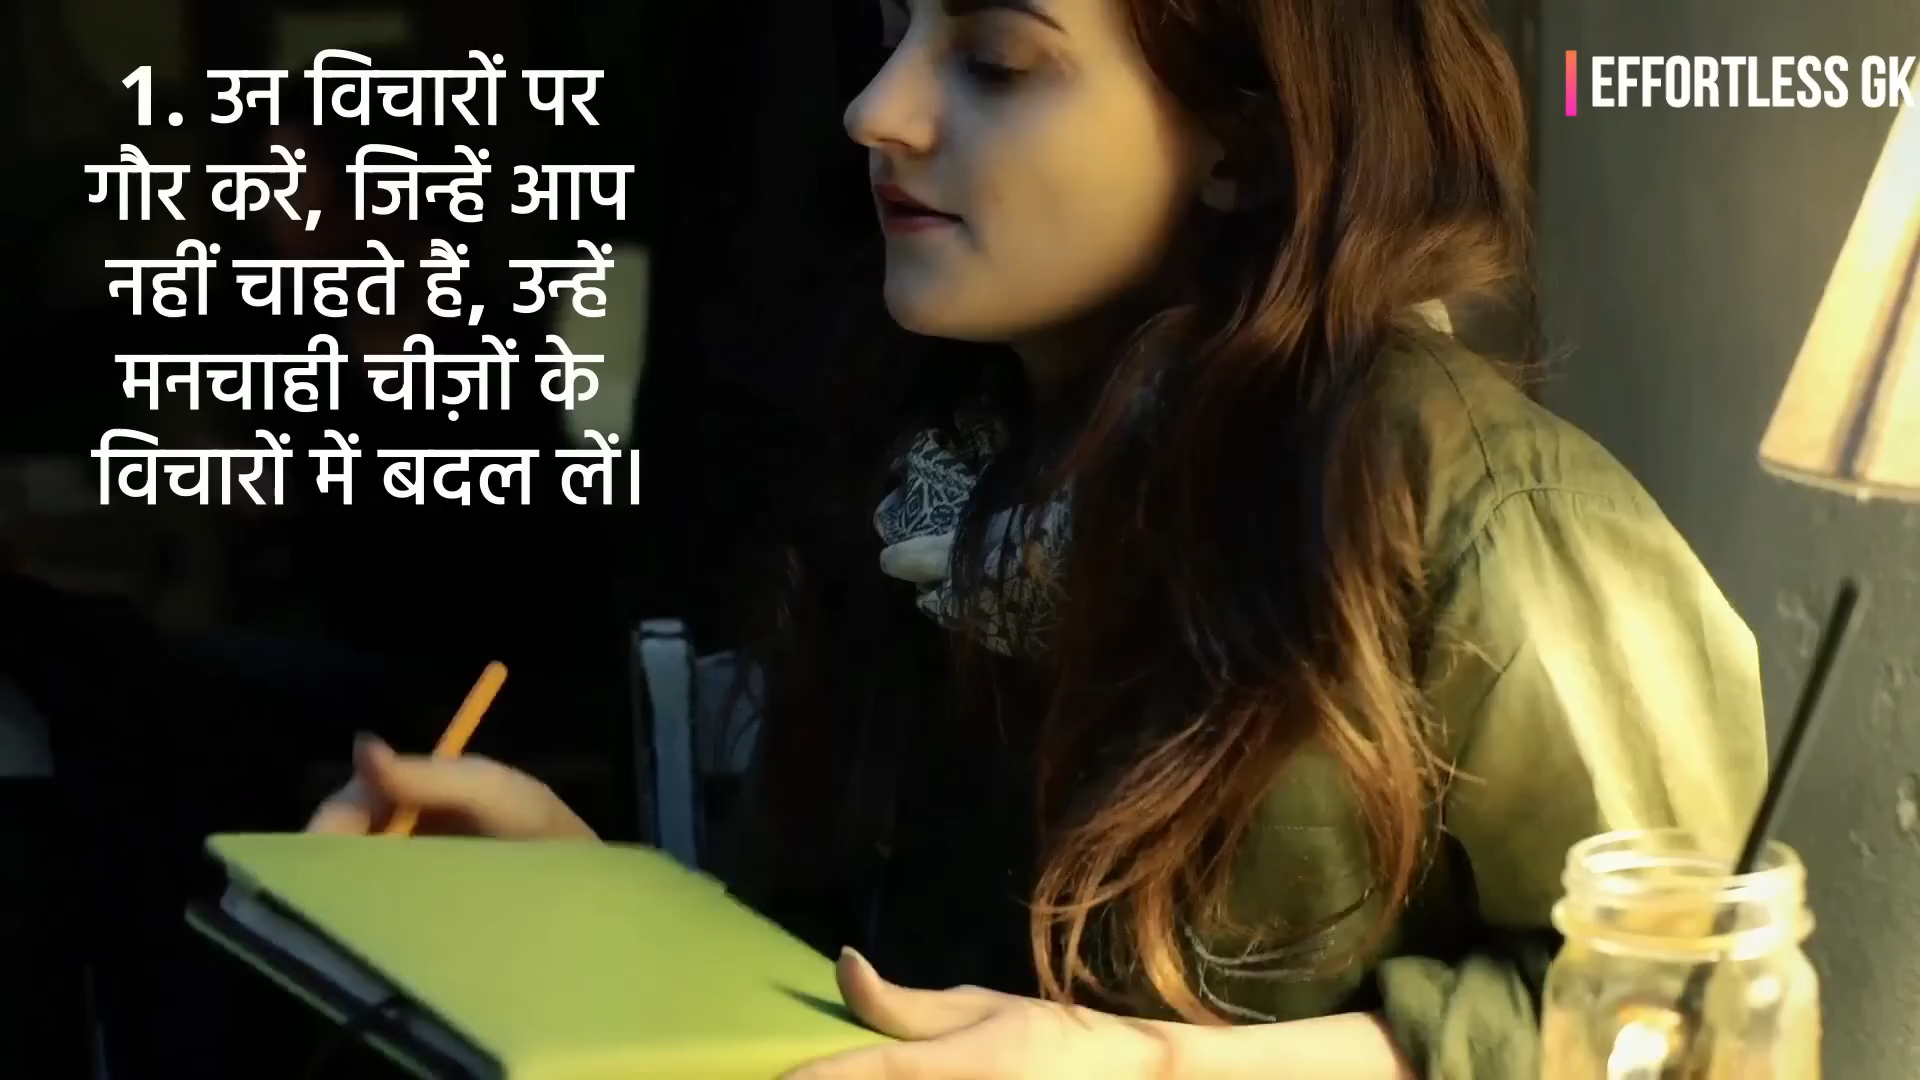 1. उन विचारों पर
गौर करें, जिन्हें आप
नहीं चाहते हैं, उन्हें
मनचाही चीज़ों के
विचारों में बदल लें।
EFFORTLESS GK